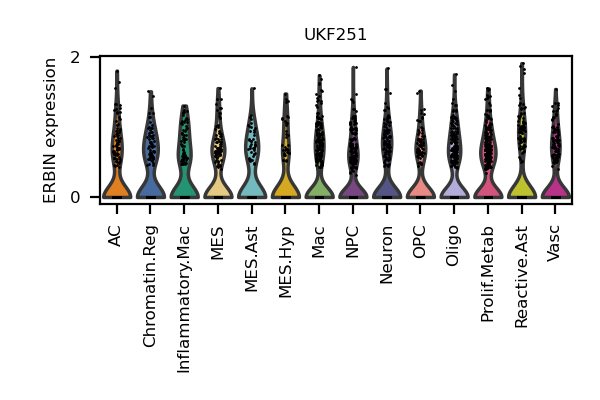 UKF251
ERBIN expression
2
0
AC
Chromatin.Reg
Inflammatory.Mac
MES
MES.Ast
MES.Hyp
Mac
NPC
Neuron
OPC
Oligo
Prolif.Metab
Reactive.Ast
Vasc